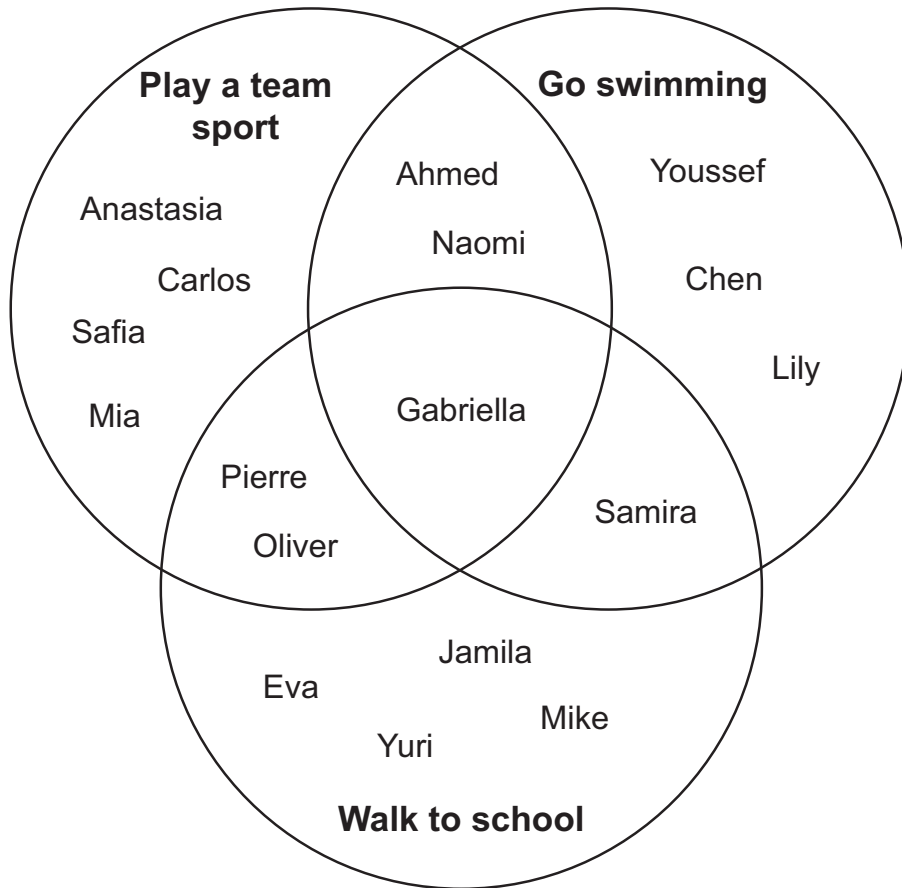 Play a team
sport
Go swimming
Ahmed
Youssef
Anastasia
Naomi
Carlos
Chen
Safia
Lily
Mia
Gabriella
Pierre
Samira
Oliver
Jamila
Eva
Mike
Yuri
Walk to school